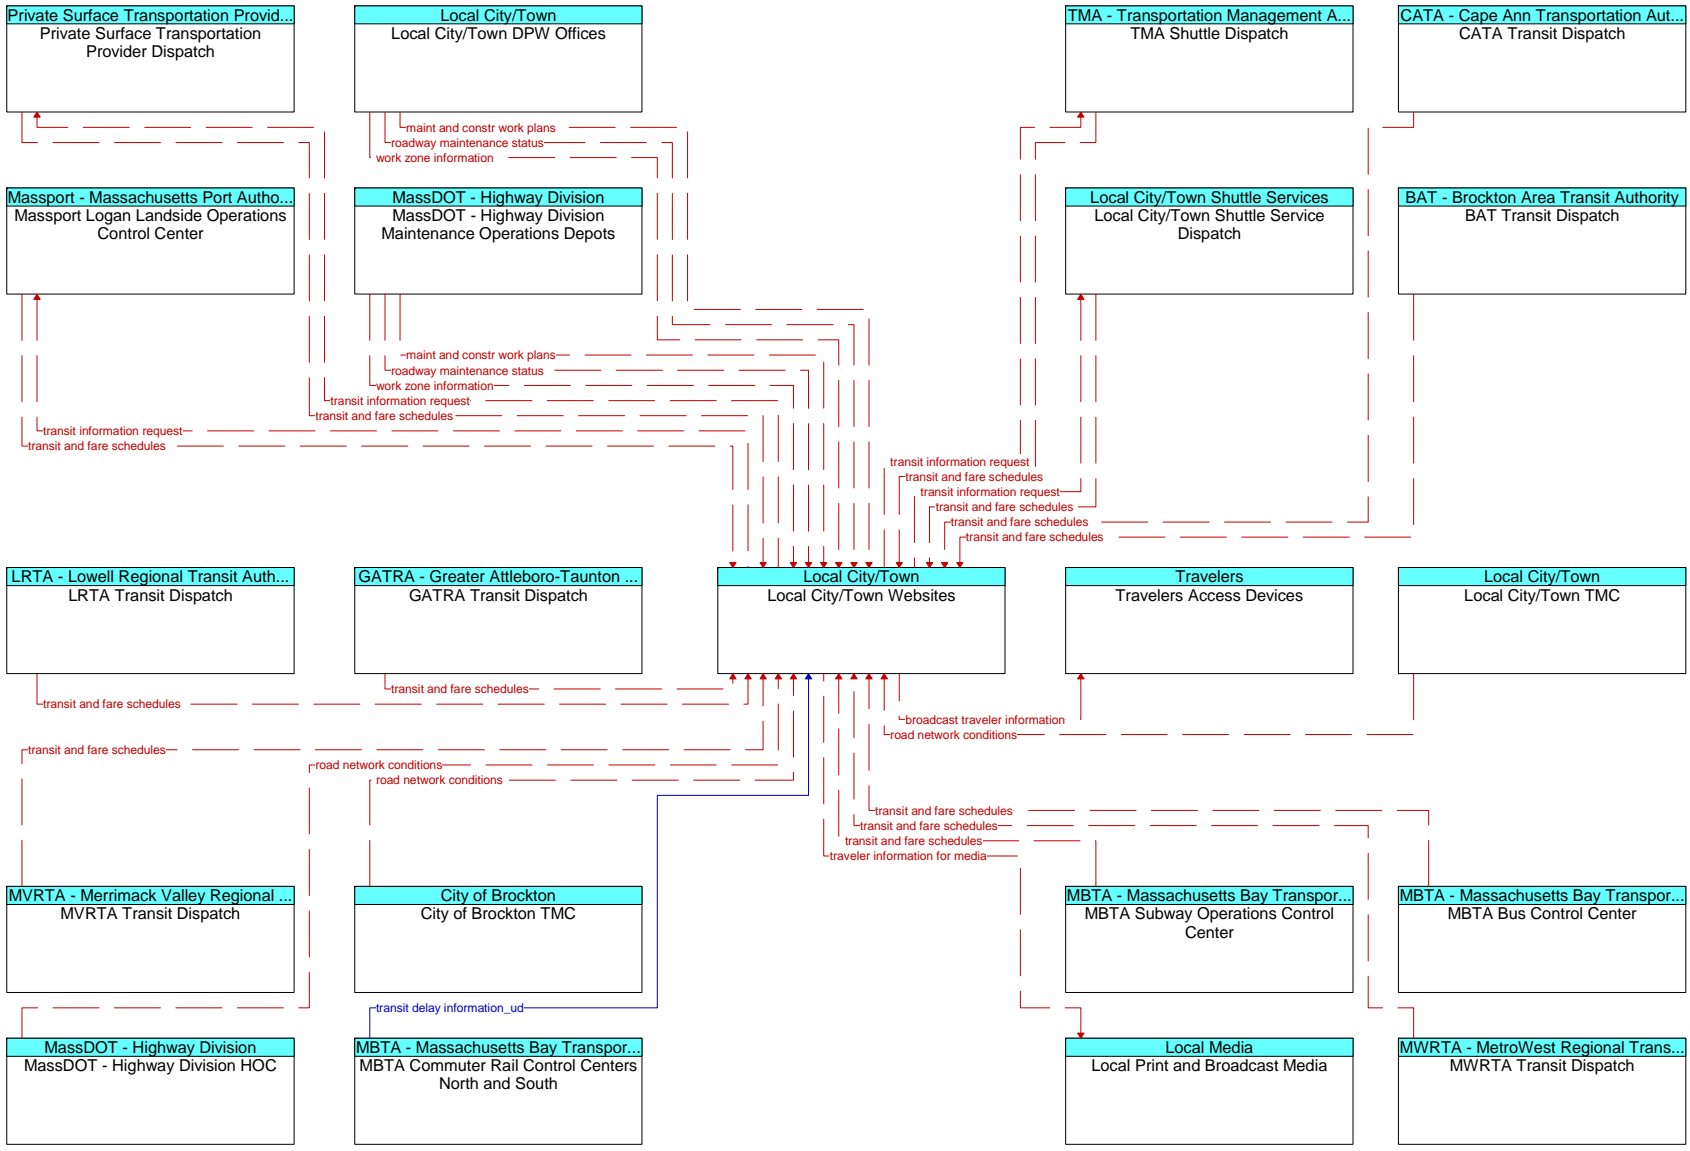 Private Surface Transportation Provid...
Private Surface Transportation
Provider Dispatch
Local City/Town
Local City/Town DPW Offices
TMA - Transportation Management A...
TMA Shuttle Dispatch
CATA - Cape Ann Transportation Aut...
CATA Transit Dispatch
maint and constr work plans
roadway maintenance status
work zone information
Massport - Massachusetts Port Autho...
Massport Logan Landside Operations
Control Center
MassDOT - Highway Division
MassDOT - Highway Division
Maintenance Operations Depots
Local City/Town Shuttle Services
Local City/Town Shuttle Service
Dispatch
BAT - Brockton Area Transit Authority
BAT Transit Dispatch
maint and constr work plans
roadway maintenance status
work zone information
transit information request
transit and fare schedules
transit information request
transit and fare schedules
transit information request
transit and fare schedules
transit information request
transit and fare schedules
transit and fare schedules
transit and fare schedules
LRTA - Lowell Regional Transit Auth...
LRTA Transit Dispatch
GATRA - Greater Attleboro-Taunton ...
GATRA Transit Dispatch
Local City/Town
Local City/Town Websites
Travelers
Travelers Access Devices
Local City/Town
Local City/Town TMC
transit and fare schedules
transit and fare schedules
broadcast traveler information
road network conditions
transit and fare schedules
road network conditions
road network conditions
transit and fare schedules
transit and fare schedules
transit and fare schedules
traveler information for media
MVRTA - Merrimack Valley Regional ...
MVRTA Transit Dispatch
City of Brockton
City of Brockton TMC
MBTA - Massachusetts Bay Transpor...
MBTA Subway Operations Control
Center
MBTA - Massachusetts Bay Transpor...
MBTA Bus Control Center
transit delay information_ud
MassDOT - Highway Division
MassDOT - Highway Division HOC
MBTA - Massachusetts Bay Transpor...
MBTA Commuter Rail Control Centers
North and South
Local Media
Local Print and Broadcast Media
MWRTA - MetroWest Regional Trans...
MWRTA Transit Dispatch